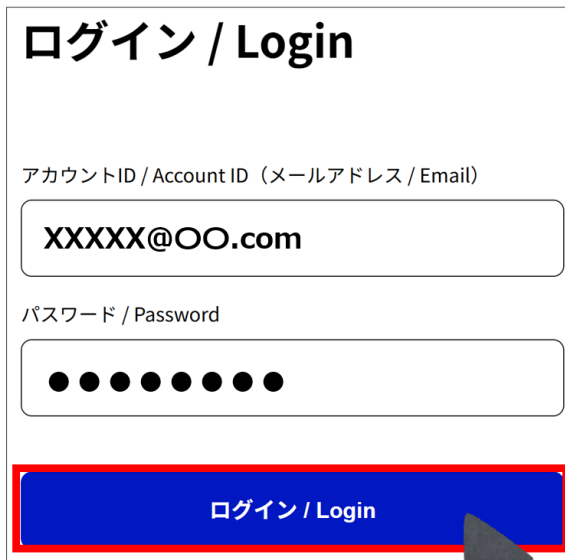 ログイン / Login
アカウントID / Account ID（メールアドレス / Email）
XXXXX@〇〇.com
パスワード / Password
●●●●●●●●
ログイン / Login